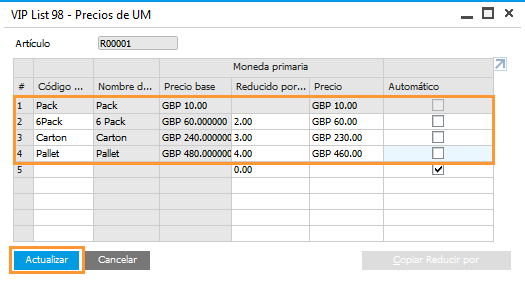 VIP List 98 - Precios de UM
Artículo R00001
Moneda primaria
# Código ... Nombre d... Precio base Reducido por... Precio Automático
1 Pack Pack GBP 10.00 GBP 10.00
2 6Pack 6 Pack GBP 60.000000 2.00 GBP 60.00
3 Carton Carton GBP 240.000000 3.00 GBP 230.00
4 Pallet Pallet GBP 480.000000 4.00 GBP 460.00
5 0.00
Actualizar Cancelar Copiar Reducir por